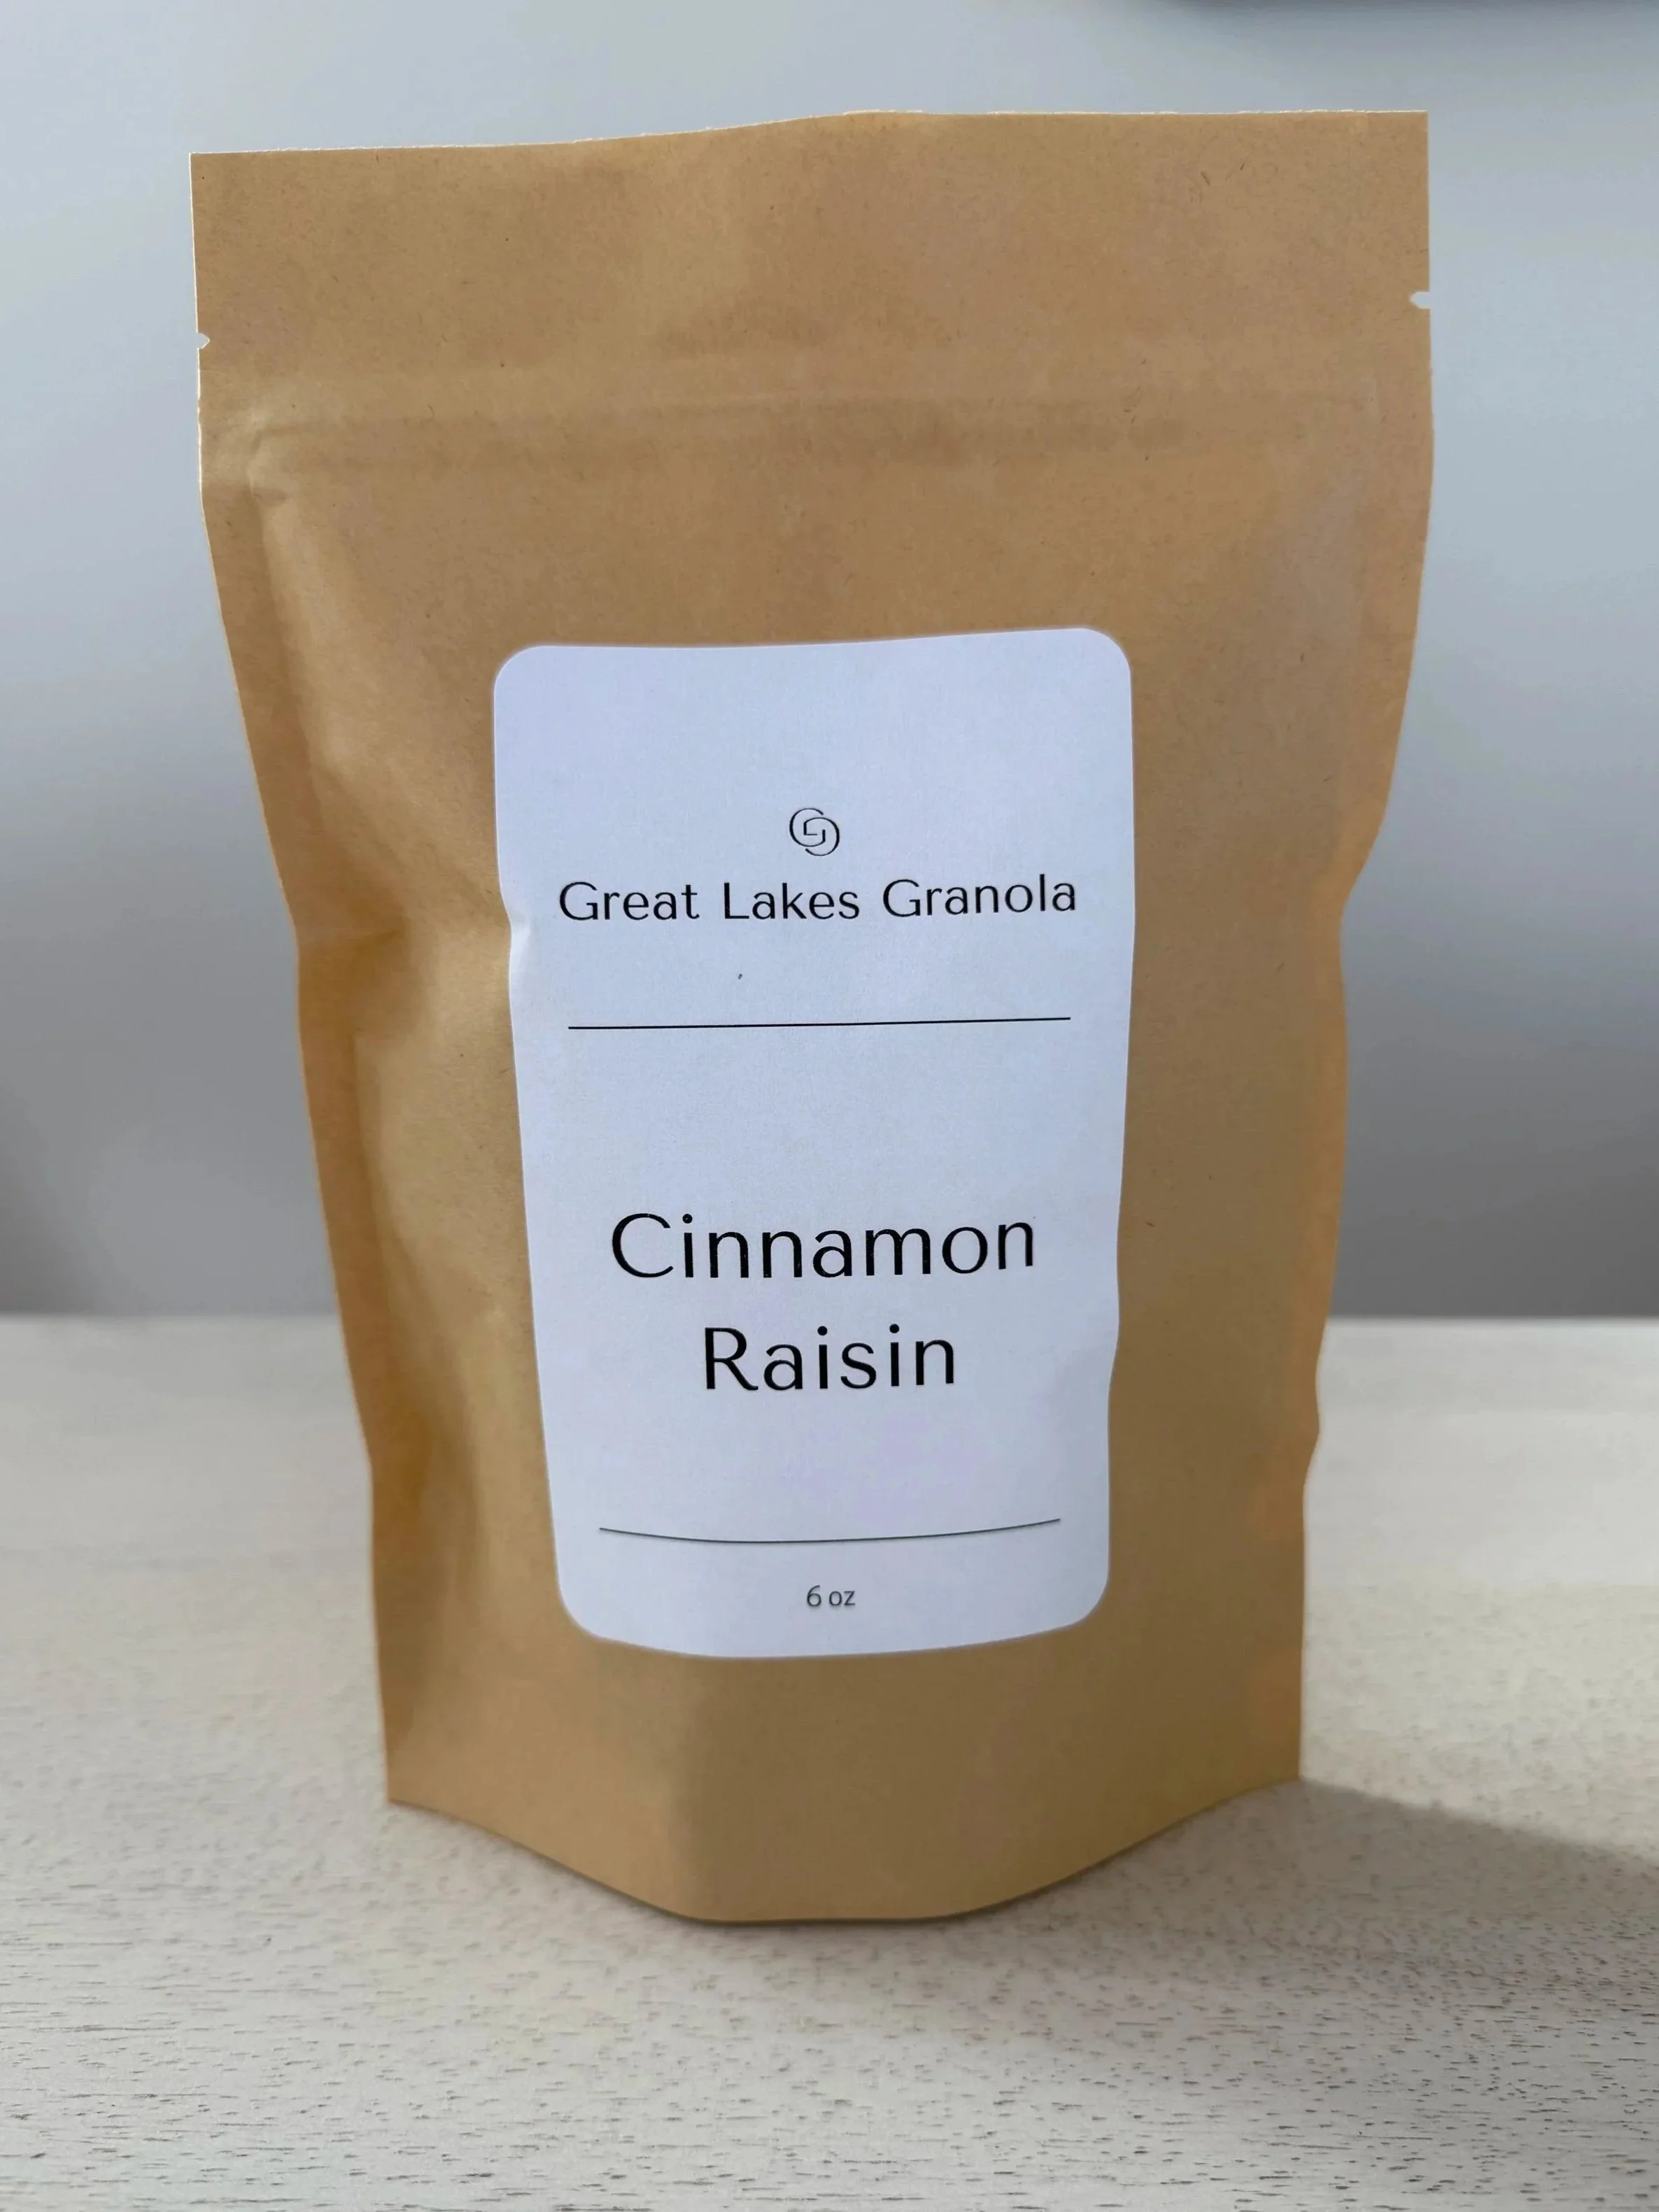 Great Lakes Granola
Cinnamon
Raisin
6 oz